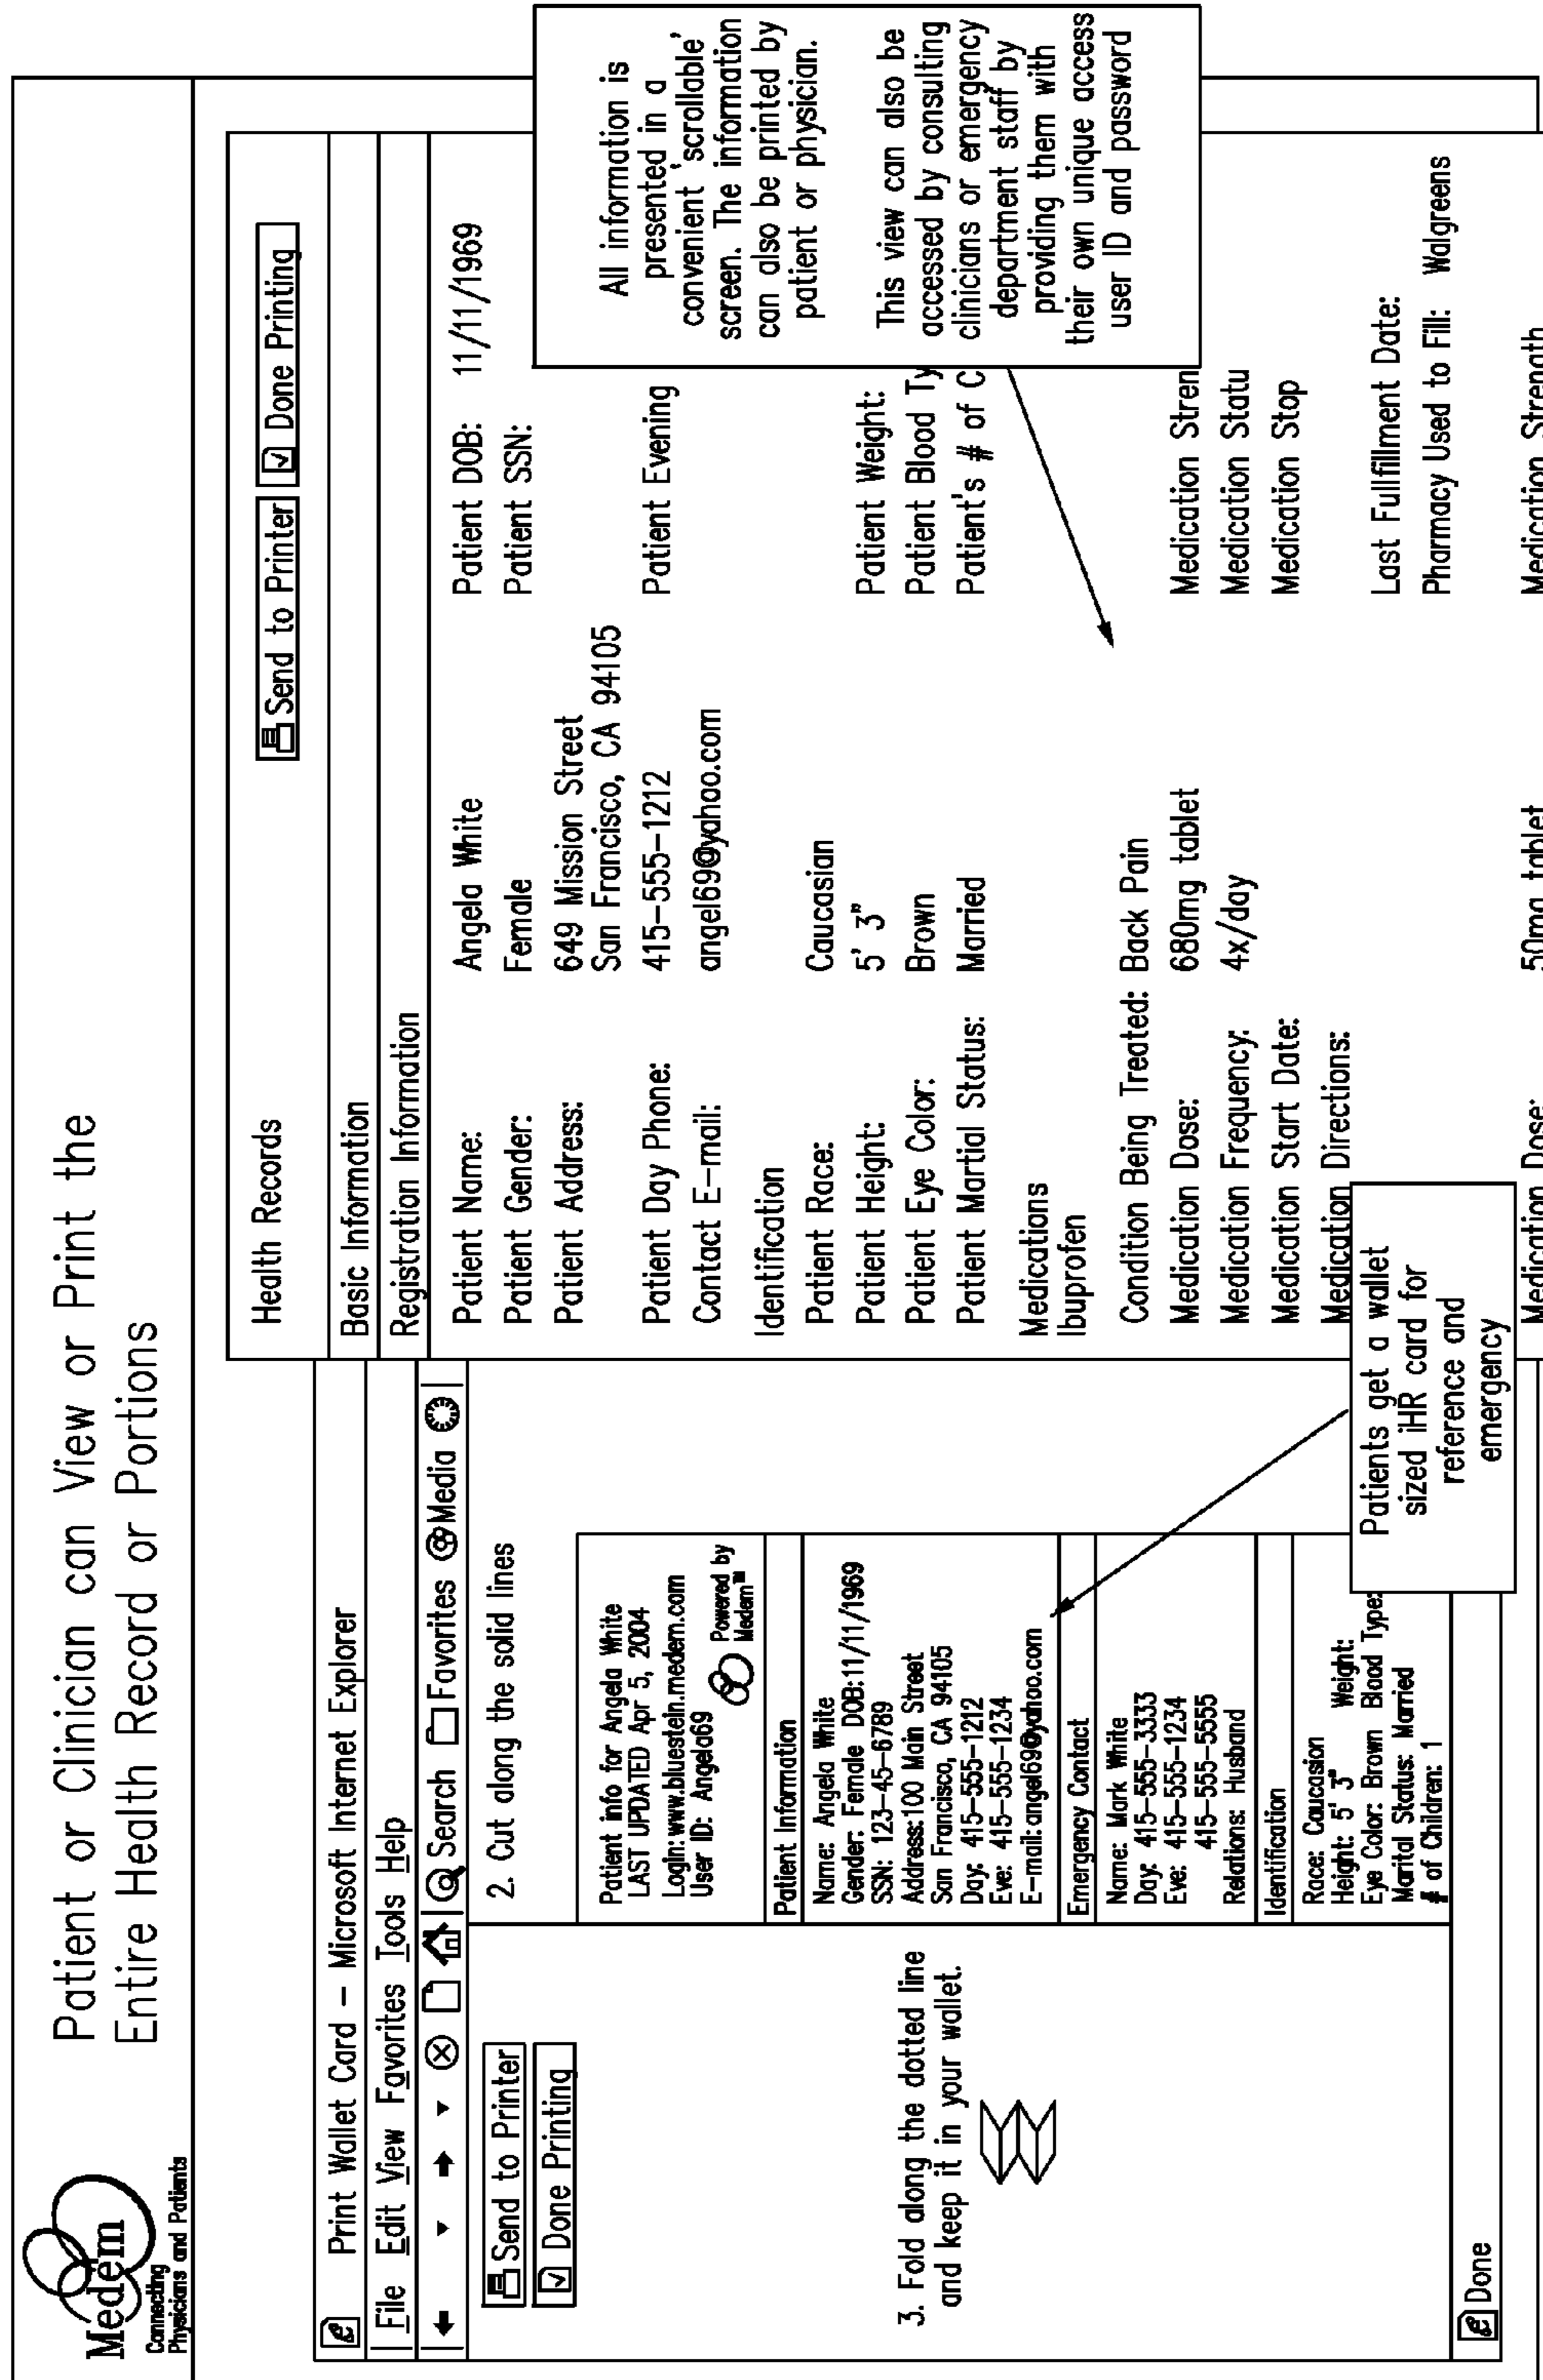 Medem
Connecting
Physicians and Patients
Patient or Clinician can View or Print the
Entire Health Record or Portions
Print Wallet Card – Microsoft Internet Explorer
File Edit View Favorites Tools Help
Search Favorites Media
Send to Printer
Done Printing
2. Cut along the solid lines
3. Fold along the dotted line
and keep it in your wallet.
Patient info for Angela White
LAST UPDATED Apr 5, 2004
Login: www.bluestein.medem.com
User ID: Angela69
Powered by
Medem™
Patient Information
Name: Angela White
Gender: Female DOB:11/11/1969
SSN: 123-45-6789
Address:100 Main Street
San Francisco, CA 94105
Day: 415-555-1212
Eve: 415-555-1234
E-mail:angel69@yahoo.com
Emergency Contact
Name: Mark White
Day: 415-555-3333
Eve: 415-555-1234
415-555-5555
Relations: Husband
Identification
Race: Caucasion
Height: 5' 3" Weight:
Eye Color: Brown Blood Type:
Marital Status: Married
# of Children: 1
Done
Patients get a wallet
sized iHR card for
reference and
emergency
Health Records
Send to Printer Done Printing
Basic Information
Registration Information
Patient Name: Angela White Patient DOB: 11/11/1969
Patient Gender: Female Patient SSN:
Patient Address: 649 Mission Street
San Francisco, CA 94105
Patient Day Phone: 415-555-1212 Patient Evening
Contact E-mail: angel69@yahoo.com
Identification
Patient Race: Caucasian
Patient Height: 5' 3" Patient Weight:
Patient Eye Color: Brown Patient Blood Ty
Patient Martial Status: Married Patient's # of C
Medications
Ibuprofen
Condition Being Treated: Back Pain
Medication Dose: 680mg tablet Medication Stren
Medication Frequency: 4x/day Medication Statu
Medication Start Date: Medication Stop
Medication Directions:
Last Fullfillment Date:
Pharmacy Used to Fill: Walgreens
Medication Dose: 50mg tablet Medication Strength
All information is
presented in a
convenient 'scrollable'
screen. The information
can also be printed by
patient or physician.
This view can also be
accessed by consulting
clinicians or emergency
department staff by
providing them with
their own unique access
user ID and password